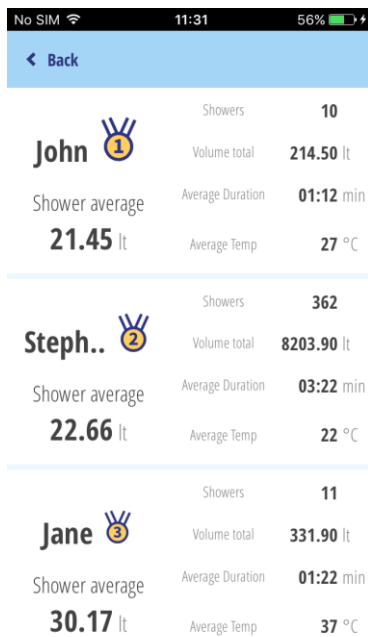 No SIM 11:31 56%
Back
Showers 10
John 1
Volume total 214.50 lt
Shower average
Average Duration 01:12 min
21.45 lt
Average Temp 27 °C
Showers 362
Steph.. 2
Volume total 8203.90 lt
Shower average
Average Duration 03:22 min
22.66 lt
Average Temp 22 °C
Showers 11
Jane 3
Volume total 331.90 lt
Shower average
Average Duration 01:22 min
30.17 lt
Average Temp 37 °C